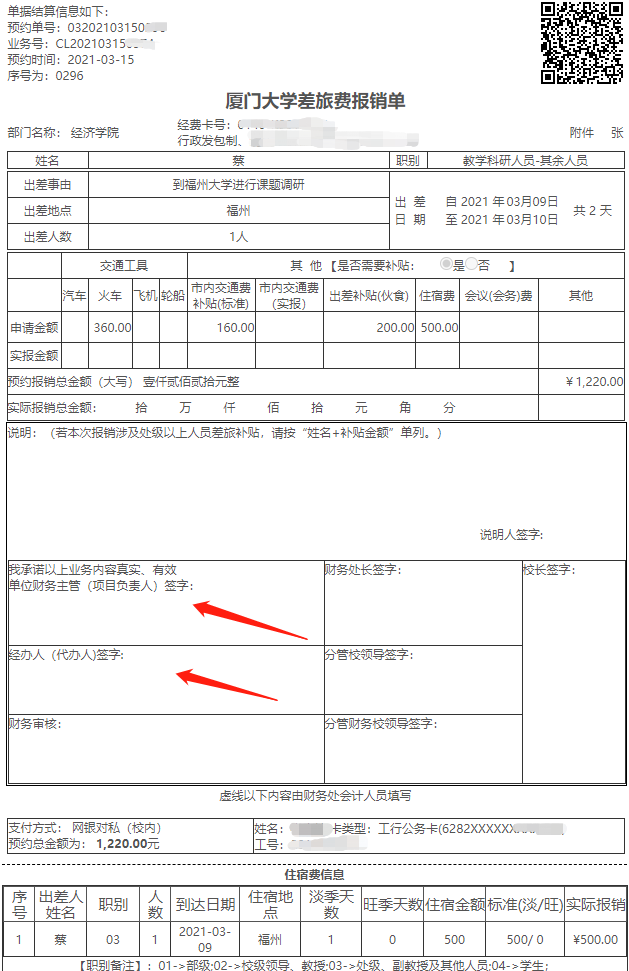 单据结算信息如下:
预约单号: 03202103150
业务号: CL202103150
预约时间: 2021-03-15
序号为: 0296
厦门大学差旅费报销单
部门名称: 经济学院
经费卡号:
行政发包制、
附件 张
姓名 蔡 职别 教学科研人员-其余人员
出差事由 到福州大学进行课题调研
出差地点 福州
出差人数 1人
出 差 自 2021 年 03月09日
日 期 至 2021 年 03月10日
共 2 天
交通工具 其 他 【是否需要补贴: 是 否 】
汽车 火车 飞机 轮船 市内交通费补贴(标准) 市内交通费(实报) 出差补贴(伙食) 住宿费 会议(会务)费 其他
申请金额 360.00 160.00 200.00 500.00
实报金额
预约报销总金额（大写） 壹仟贰佰贰拾元整 ￥1,220.00
实际报销总金额: 拾 万 仟 佰 拾 元 角 分
说明: （若本次报销涉及处级以上人员差旅补贴，请按“姓名+补贴金额”单列。）
说明人签字:
我承诺以上业务内容真实、有效
单位财务主管（项目负责人）签字:
财务处长签字:
校长签字:
经办人（代办人)签字:
分管校领导签字:
财务审核:
分管财务校领导签字:
虚线以下内容由财务处会计人员填写
支付方式: 网银对私（校内）
预约总金额为: 1,220.00元
姓名: 卡类型: 工行公务卡(6282XXXXXX
工号:
住宿费信息
序号 出差人姓名 职别 人数 到达日期 住宿地点 淡季天数 旺季天数 住宿金额 标准(淡/旺) 实际报销
1 蔡 03 1 2021-03-09 福州 1 0 500 500/ 0 ¥500.00
【职别备注】: 01->部级;02->校级领导、教授;03->处级、副教授及其他人员;04->学生;